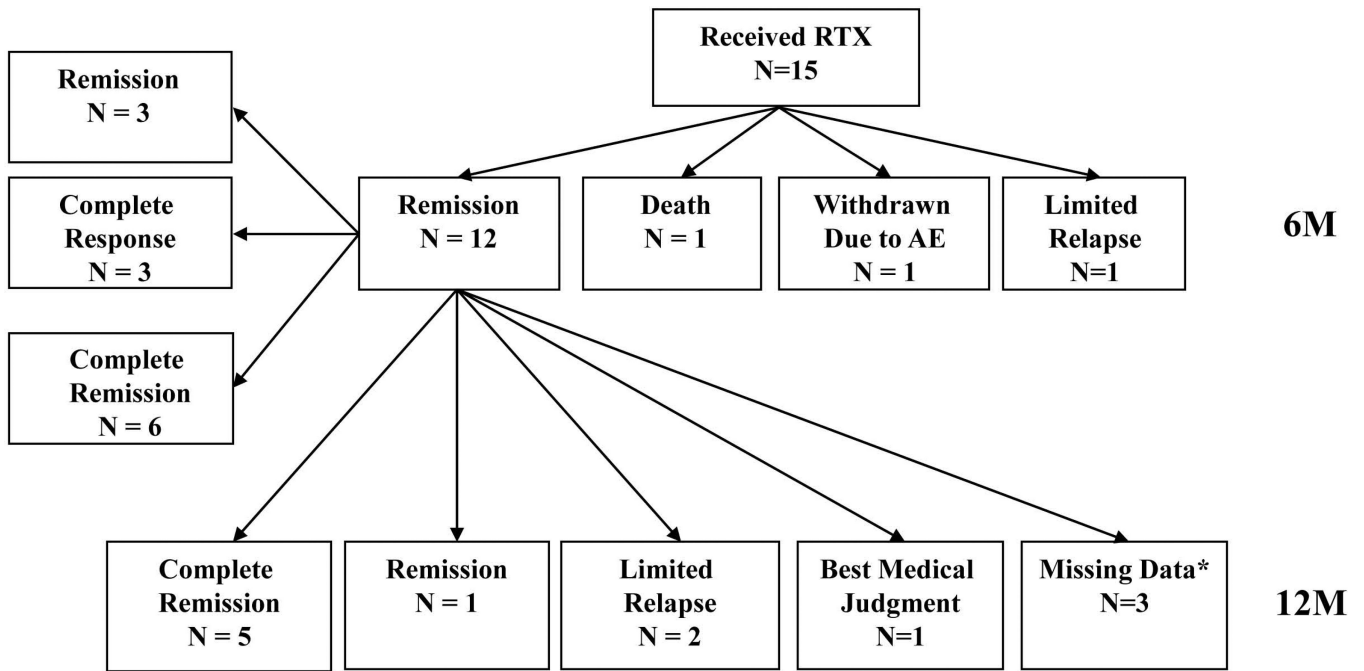 Received RTX
N=15
Remission
N = 3
Complete
Response
N = 3
Complete
Remission
N = 6
Remission
N = 12
Death
N = 1
Withdrawn
Due to AE
N = 1
Limited
Relapse
N=1
6M
Complete
Remission
N = 5
Remission
N = 1
Limited
Relapse
N = 2
Best Medical
Judgment
N=1
Missing Data*
N=3
12M